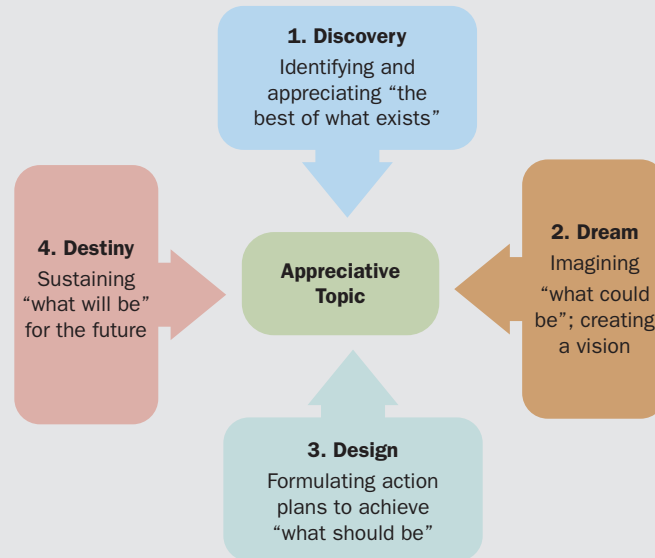 1. Discovery
Identifying and
appreciating “the
best of what exists”
2. Dream
Imagining
“what could
be”; creating
a vision
3. Design
Formulating action
plans to achieve
“what should be”
4. Destiny
Sustaining
“what will be”
for the future
Appreciative
Topic